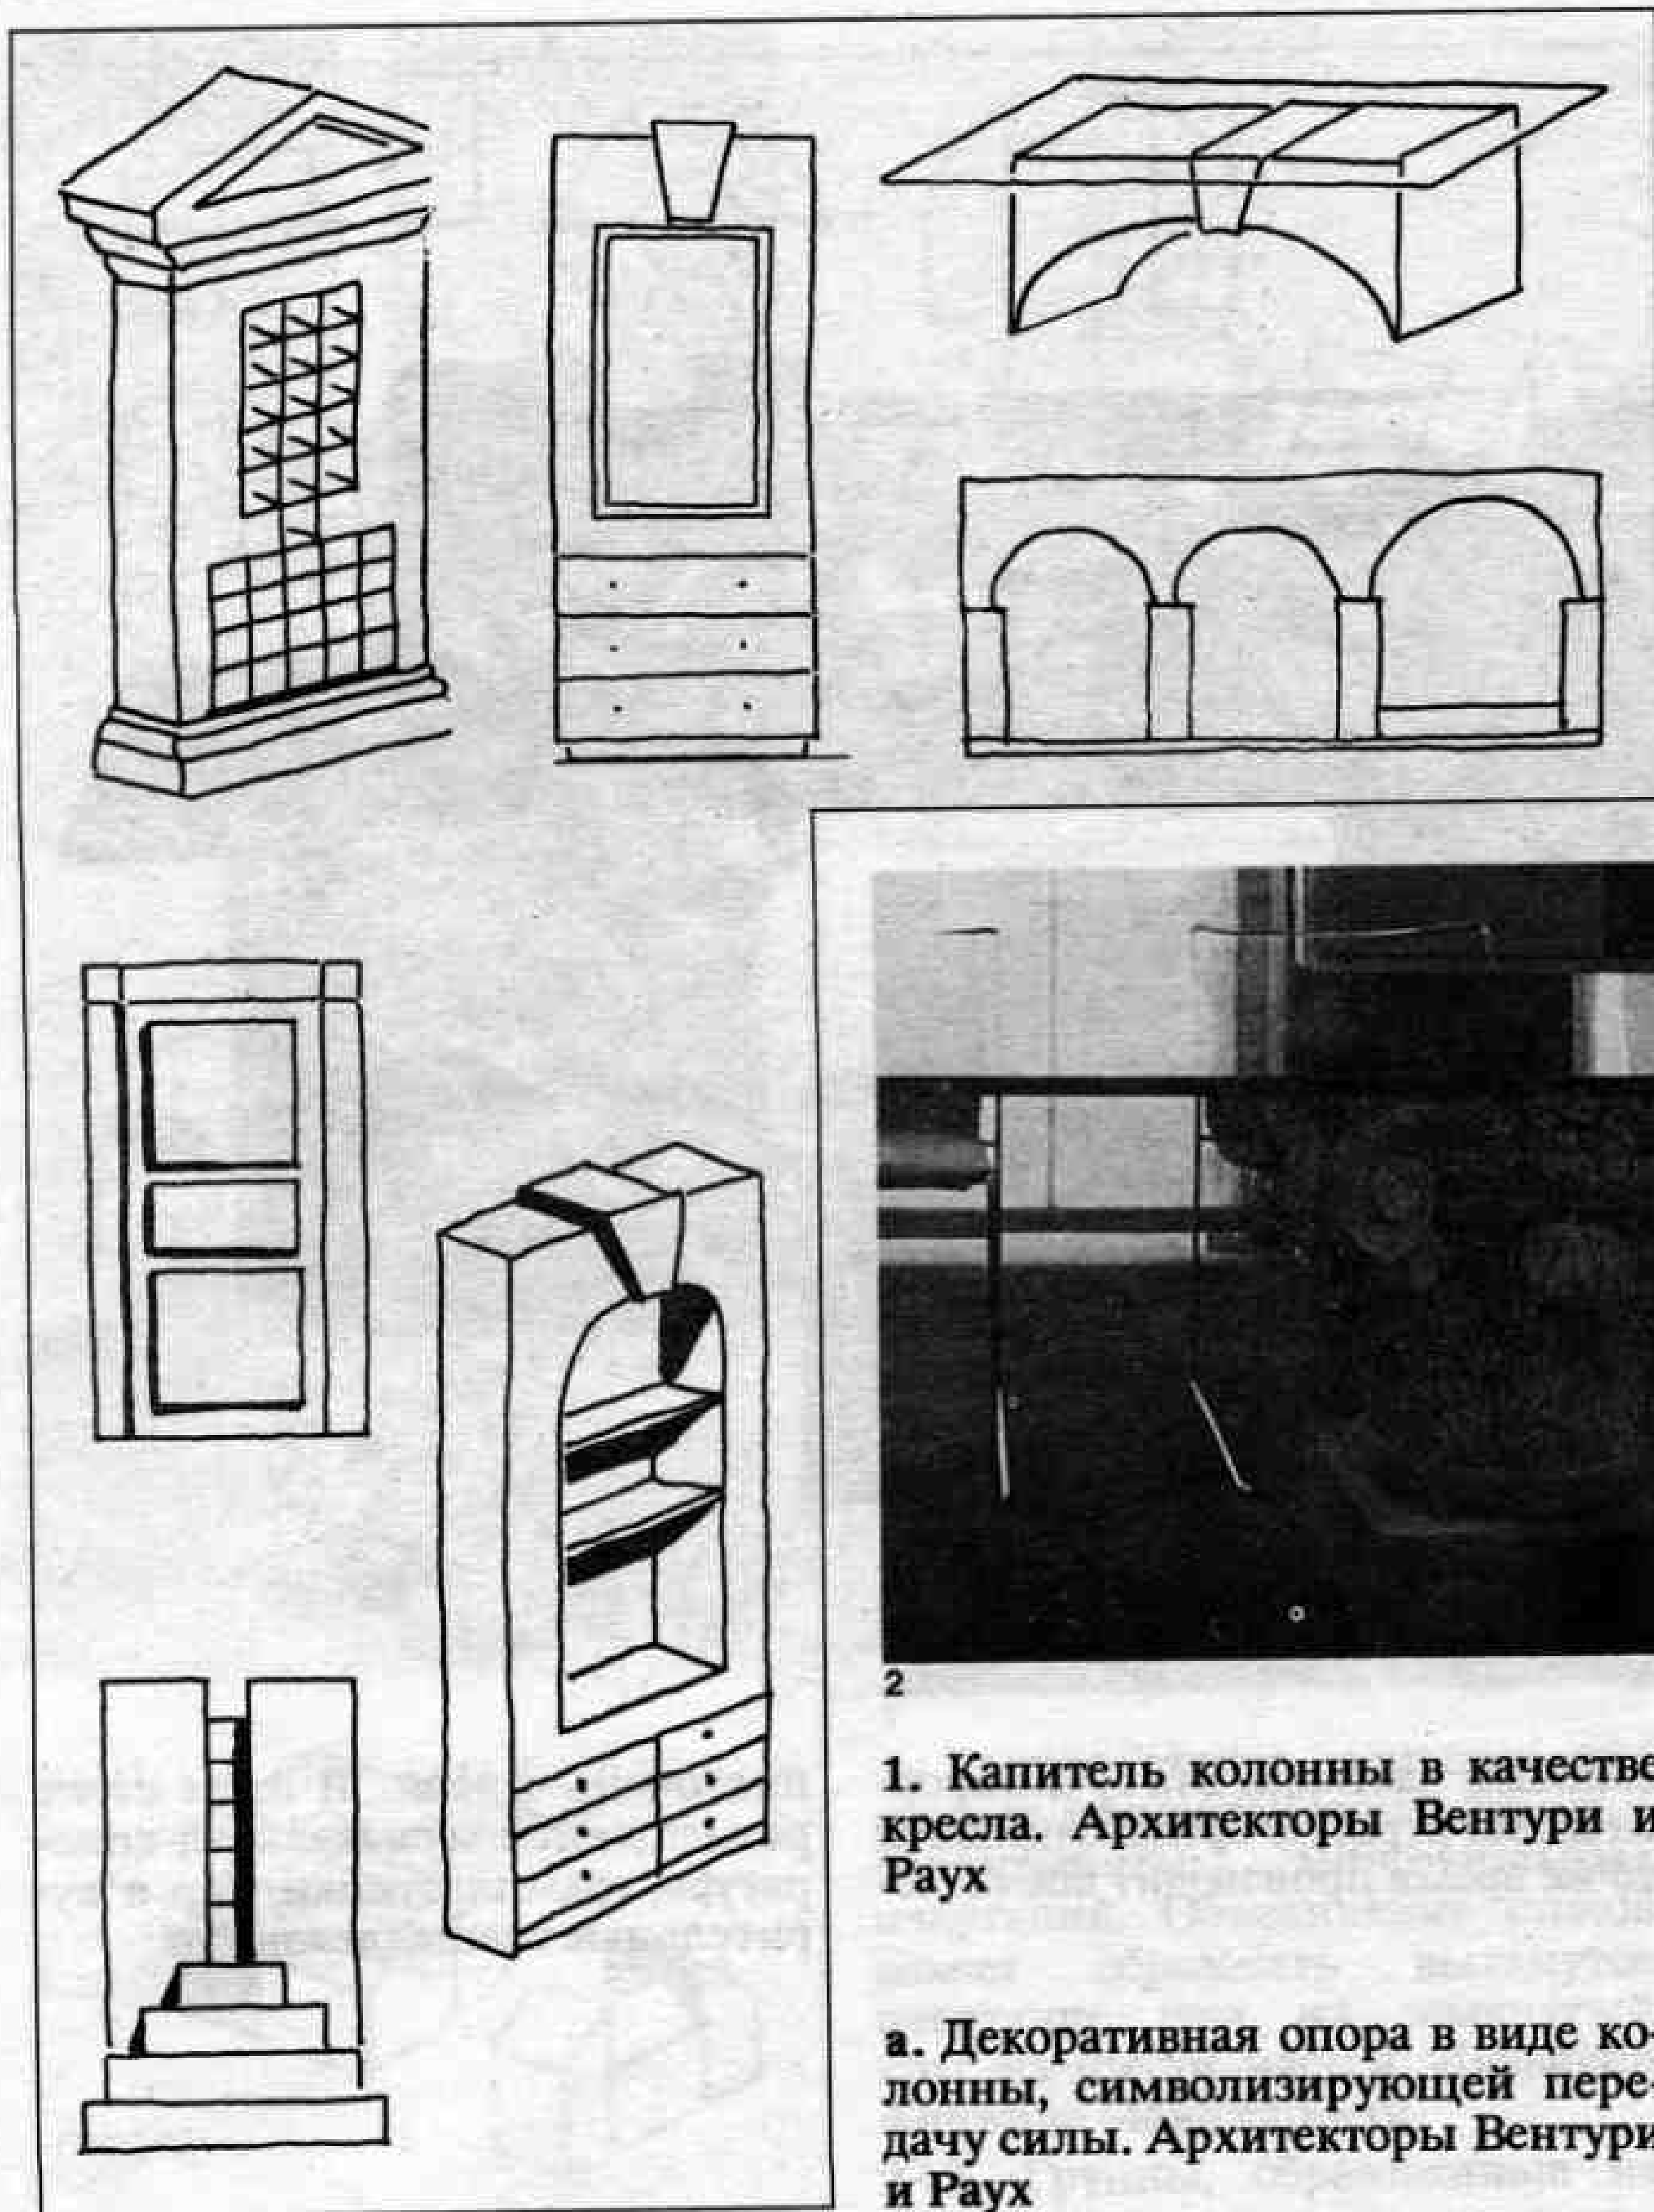 2
1. Капитель колонны в качестве
кресла. Архитекторы Вентури и
Раух
а. Декоративная опора в виде ко-
лонны, символизирующей пере-
дачу силы. Архитекторы Вентури
и Раух